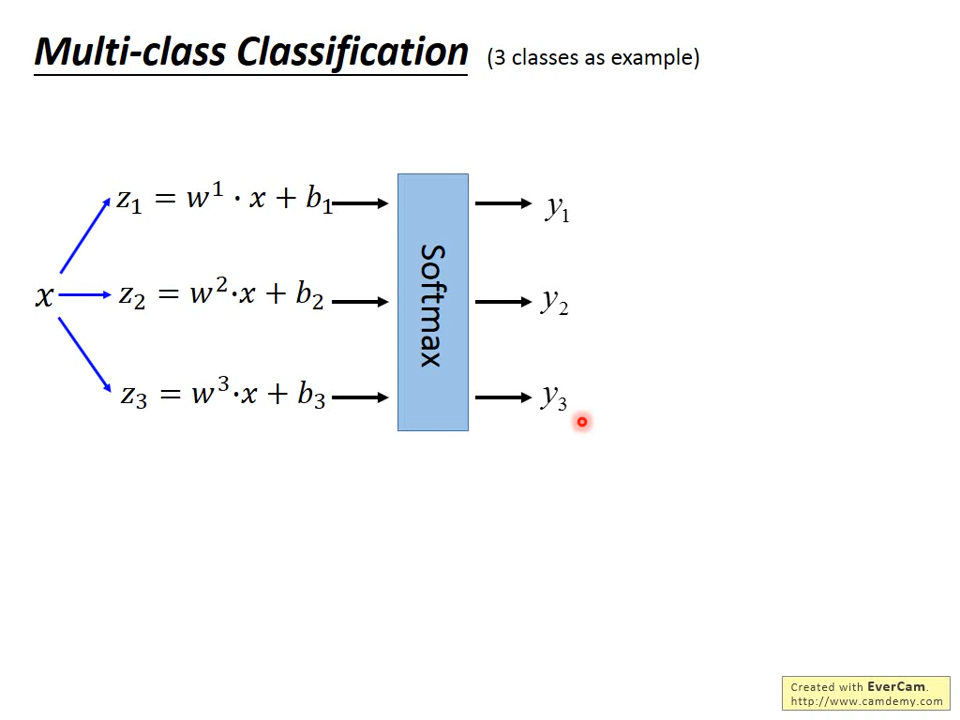 Multi-class Classification (3 classes as example)
z₁ = w¹ · x + b₁
y₁
x
z₂ = w²·x + b₂
Softmax
y₂
z₃ = w³·x + b₃
y₃
Created with EverCam.
http://www.camdemy.com